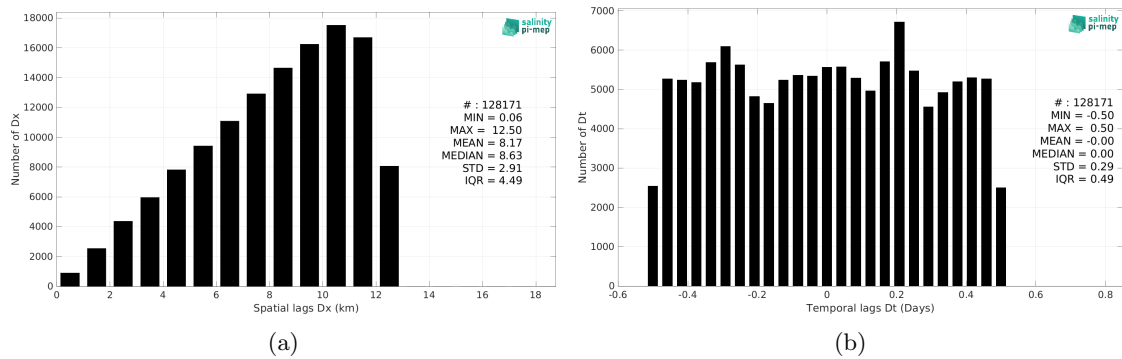 18000
16000
14000
12000
10000
8000
6000
4000
2000
0
Number of Dx
0 2 4 6 8 10 12 14 16 18
Spatial lags Dx (km)
salinity
pi-mep
# : 128171
MIN = 0.06
MAX = 12.50
MEAN = 8.17
MEDIAN = 8.63
STD = 2.91
IQR = 4.49
(a)
7000
6000
5000
4000
3000
2000
1000
0
Number of Dt
-0.6 -0.4 -0.2 0 0.2 0.4 0.6 0.8
Temporal lags Dt (Days)
salinity
pi-mep
# : 128171
MIN = -0.50
MAX = 0.50
MEAN = -0.00
MEDIAN = 0.00
STD = 0.29
IQR = 0.49
(b)